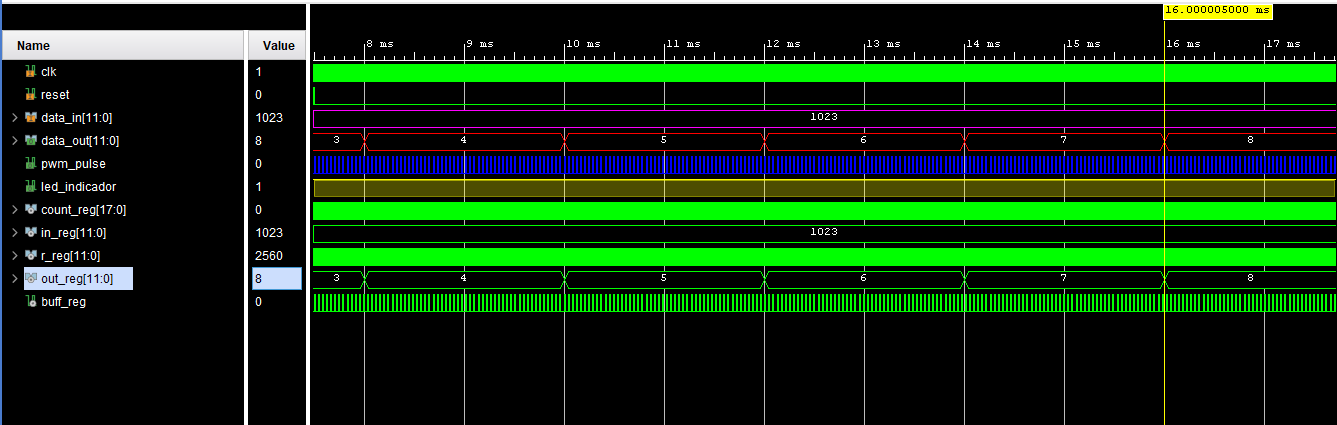 16.000005000 ms
Name Value 8 ms 9 ms 10 ms 11 ms 12 ms 13 ms 14 ms 15 ms 16 ms 17 ms
clk 1
reset 0
data_in[11:0] 1023 1023
data_out[11:0] 8 3 4 5 6 7 8
pwm_pulse 0
led_indicador 1
count_reg[17:0] 0
in_reg[11:0] 1023 1023
r_reg[11:0] 2560
out_reg[11:0] 8 3 4 5 6 7 8
buff_reg 0